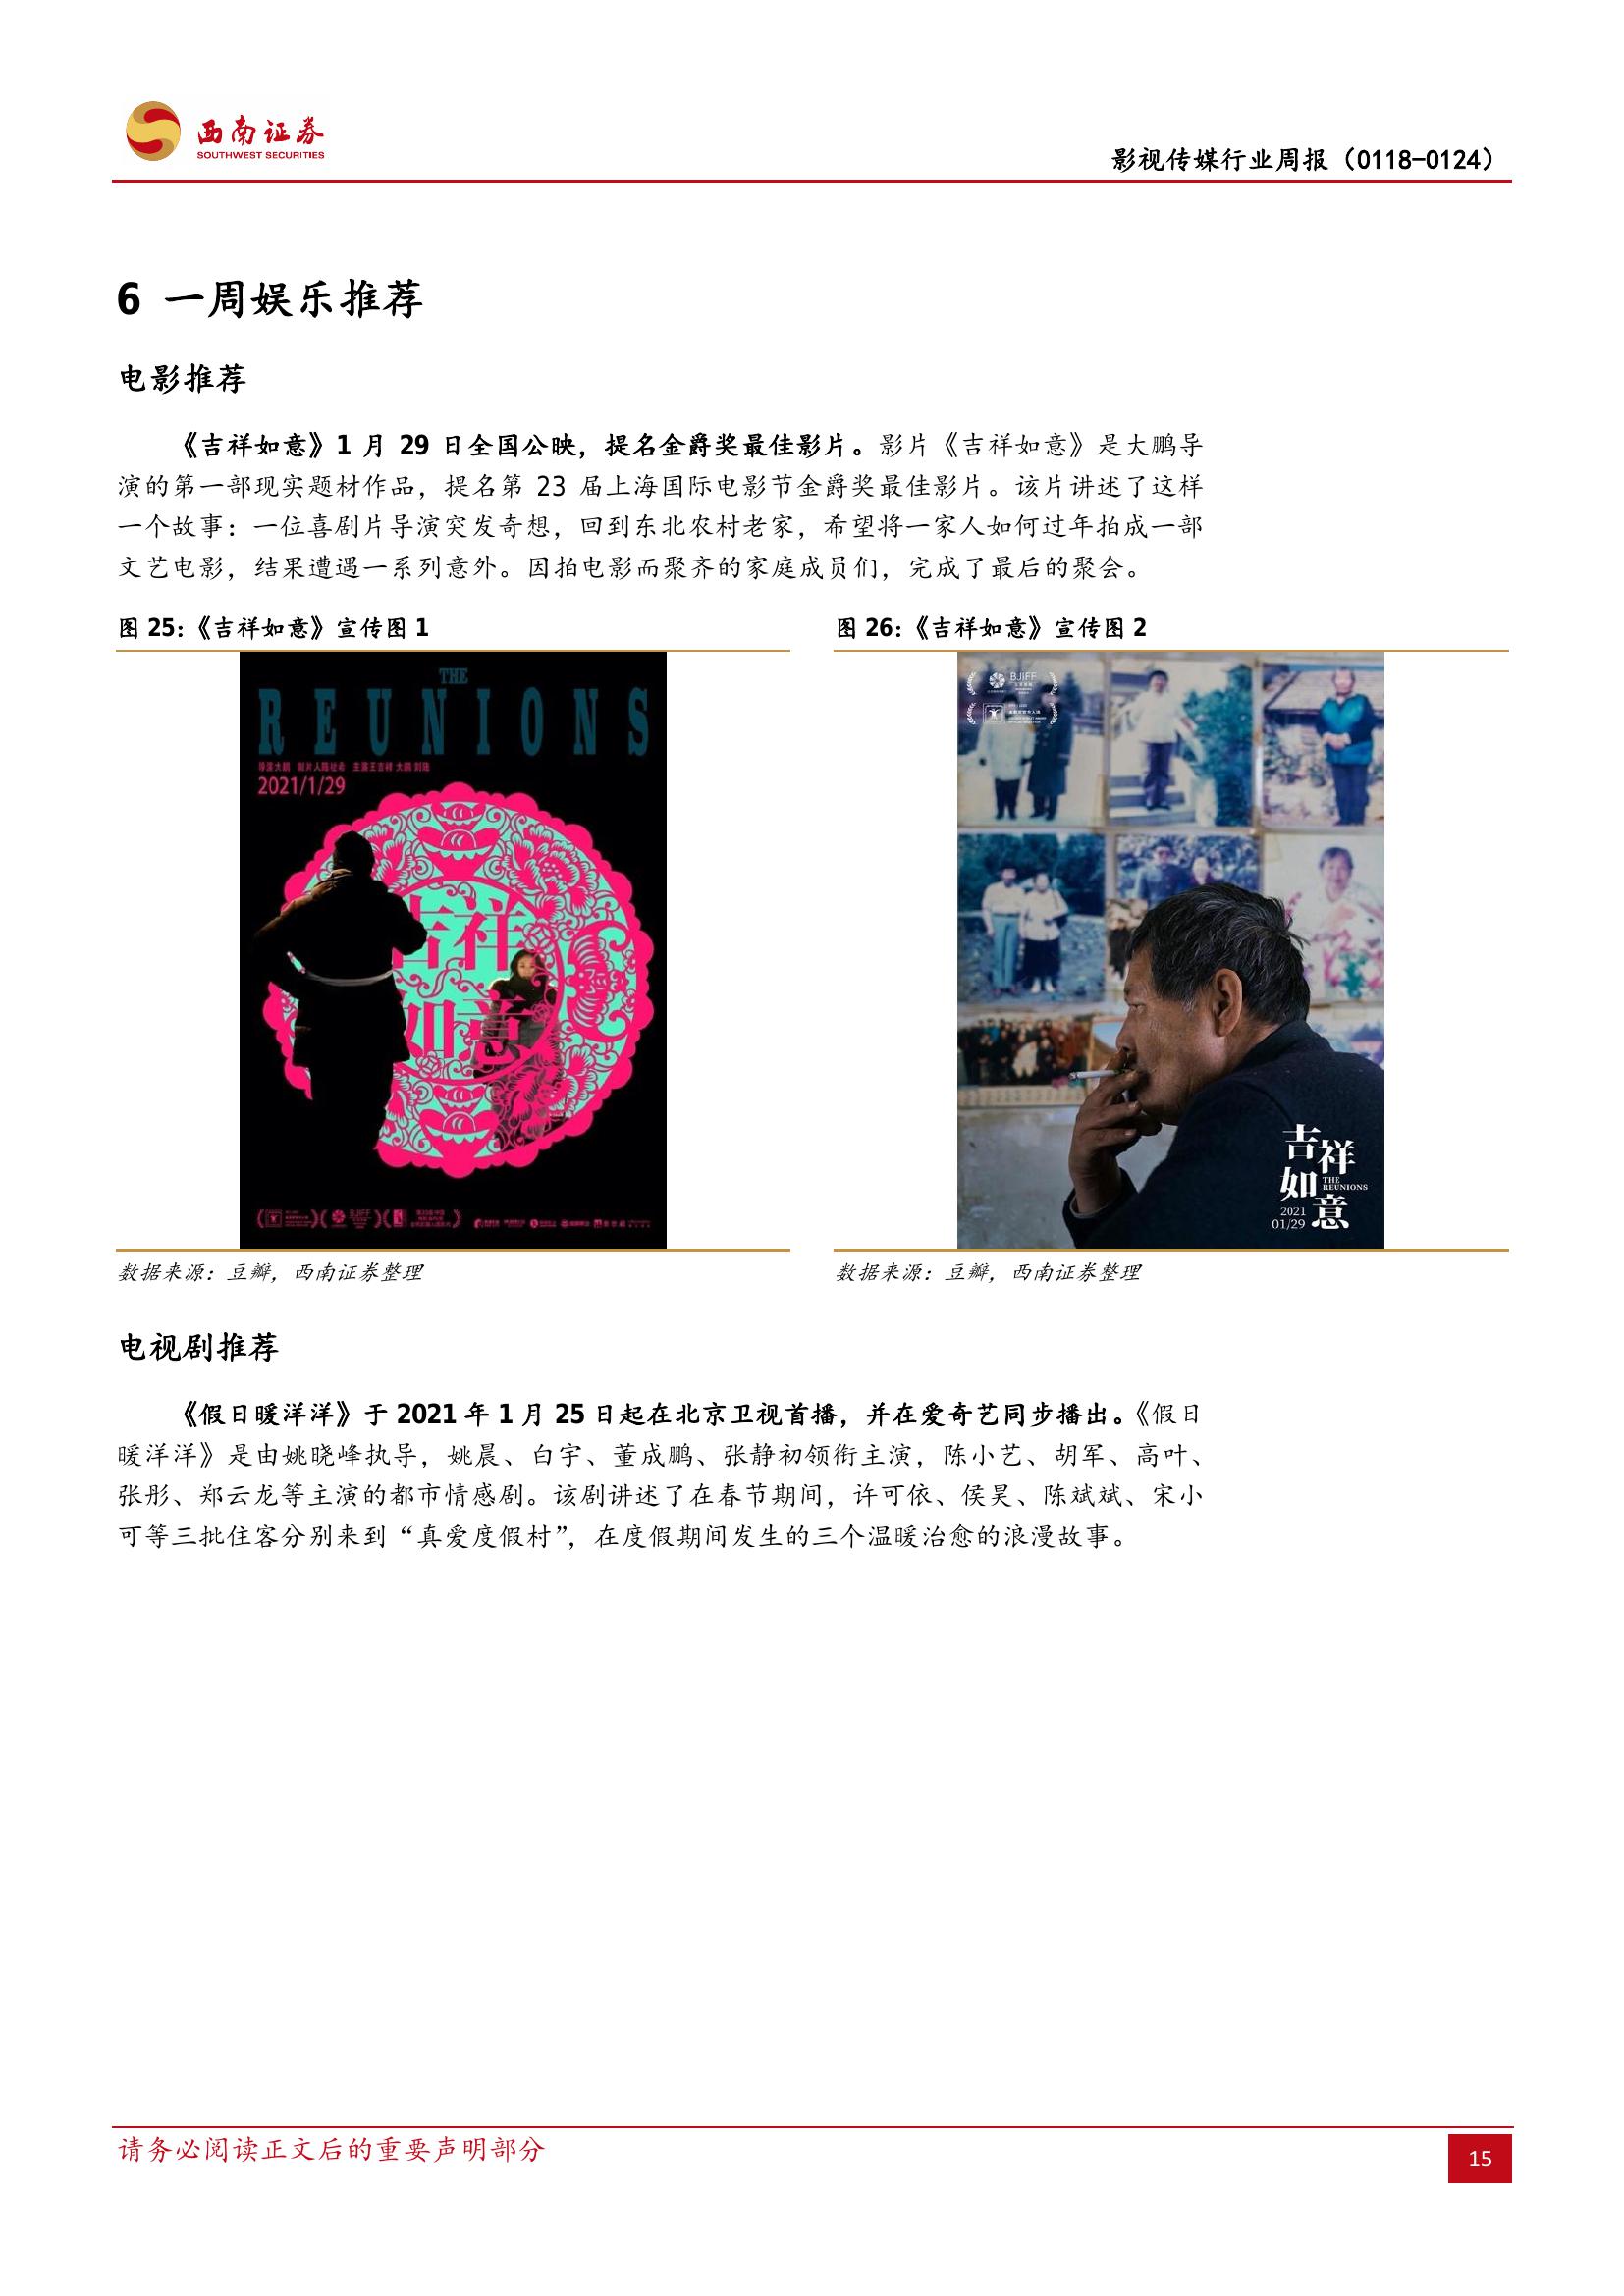 西南证券
SOUTHWEST SECURITIES
影视传媒行业周报（0118-0124）
6 一周娱乐推荐
电影推荐
《吉祥如意》1 月 29 日全国公映，提名金爵奖最佳影片。影片《吉祥如意》是大鹏导
演的第一部现实题材作品，提名第 23 届上海国际电影节金爵奖最佳影片。该片讲述了这样
一个故事：一位喜剧片导演突发奇想，回到东北农村老家，希望将一家人如何过年拍成一部
文艺电影，结果遭遇一系列意外。因拍电影而聚齐的家庭成员们，完成了最后的聚会。
图 25：《吉祥如意》宣传图 1
THE
REUNIONS
2021/1/29
吉祥
如意
BJIFF
数据来源：豆瓣，西南证券整理
图 26：《吉祥如意》宣传图 2
BJIFF
吉祥
如意
THE
REUNIONS
2021
01/29
数据来源：豆瓣，西南证券整理
电视剧推荐
《假日暖洋洋》于 2021 年 1 月 25 日起在北京卫视首播，并在爱奇艺同步播出。《假日
暖洋洋》是由姚晓峰执导，姚晨、白宇、董成鹏、张静初领衔主演，陈小艺、胡军、高叶、
张彤、郑云龙等主演的都市情感剧。该剧讲述了在春节期间，许可依、侯昊、陈斌斌、宋小
可等三批住客分别来到“真爱度假村”，在度假期间发生的三个温暖治愈的浪漫故事。
请务必阅读正文后的重要声明部分
15